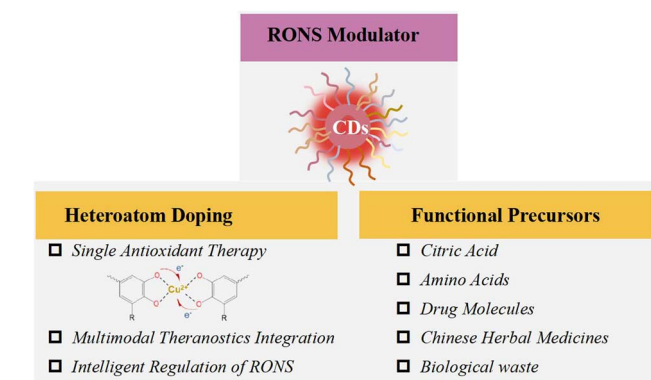 RONS Modulator
CDs
Heteroatom Doping
Single Antioxidant Therapy
e-
O
O
Cu2+
O
O
R
e-
R
Multimodal Theranostics Integration
Intelligent Regulation of RONS
Functional Precursors
Citric Acid
Amino Acids
Drug Molecules
Chinese Herbal Medicines
Biological waste